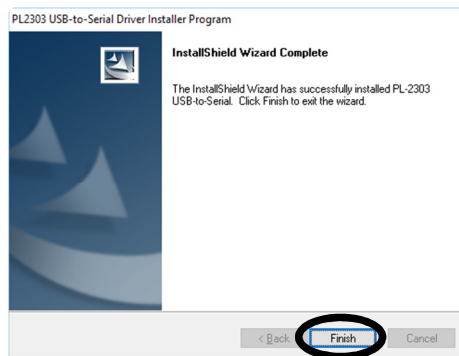 PL2303 USB-to-Serial Driver Installer Program
InstallShield Wizard Complete
The InstallShield Wizard has successfully installed PL-2303
USB-to-Serial. Click Finish to exit the wizard.
< Back Finish Cancel